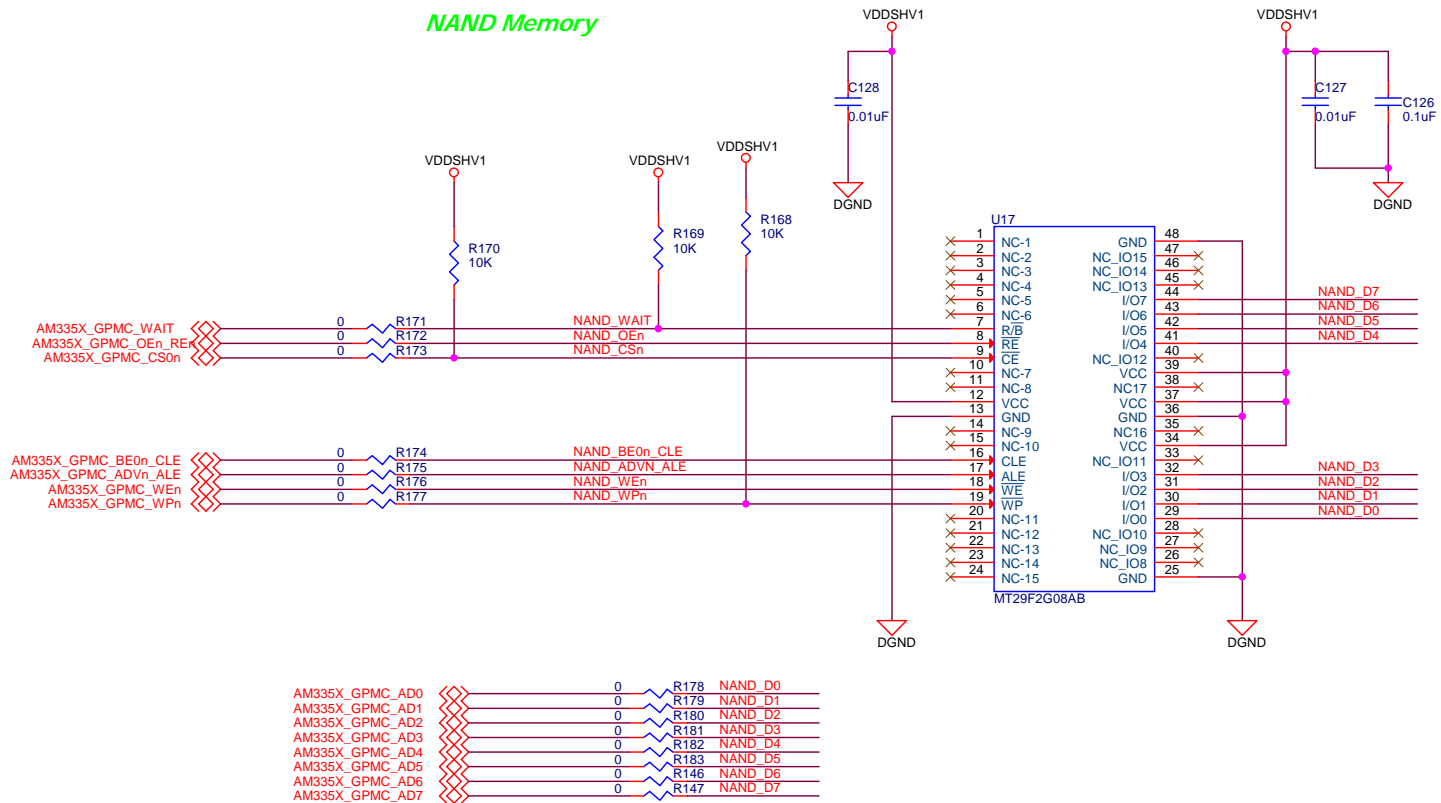 NAND Memory
VDDSHV1
VDDSHV1
C128
0.01uF
C127
0.01uF
C126
0.1uF
DGND
DGND
VDDSHV1
VDDSHV1
VDDSHV1
R170
10K
R169
10K
R168
10K
U17
AM335X_GPMC_WAIT 0 R171 NAND_WAIT
AM335X_GPMC_OEn_REn 0 R172 NAND_OEn
AM335X_GPMC_CS0n 0 R173 NAND_CSn
AM335X_GPMC_BE0n_CLE 0 R174 NAND_BE0n_CLE
AM335X_GPMC_ADVn_ALE 0 R175 NAND_ADVN_ALE
AM335X_GPMC_WEn 0 R176 NAND_WEn
AM335X_GPMC_WPn 0 R177 NAND_WPn
1 NC-1 GND 48
2 NC-2 NC_IO15 47
3 NC-3 NC_IO14 46
4 NC-4 NC_IO13 45
5 NC-5 I/O7 44 NAND_D7
6 NC-6 I/O6 43 NAND_D6
7 R/B I/O5 42 NAND_D5
8 RE I/O4 41 NAND_D4
9 CE NC_IO12 40
10 NC-7 VCC 39
11 NC-8 NC17 38
12 VCC VCC 37
13 GND GND 36
14 NC-9 NC16 35
15 NC-10 VCC 34
16 CLE NC_IO11 33
17 ALE I/O3 32 NAND_D3
18 WE I/O2 31 NAND_D2
19 WP I/O1 30 NAND_D1
20 NC-11 I/O0 29 NAND_D0
21 NC-12 NC_IO10 28
22 NC-13 NC_IO9 27
23 NC-14 NC_IO8 26
24 NC-15 GND 25
MT29F2G08AB
DGND
DGND
AM335X_GPMC_AD0 0 R178 NAND_D0
AM335X_GPMC_AD1 0 R179 NAND_D1
AM335X_GPMC_AD2 0 R180 NAND_D2
AM335X_GPMC_AD3 0 R181 NAND_D3
AM335X_GPMC_AD4 0 R182 NAND_D4
AM335X_GPMC_AD5 0 R183 NAND_D5
AM335X_GPMC_AD6 0 R146 NAND_D6
AM335X_GPMC_AD7 0 R147 NAND_D7